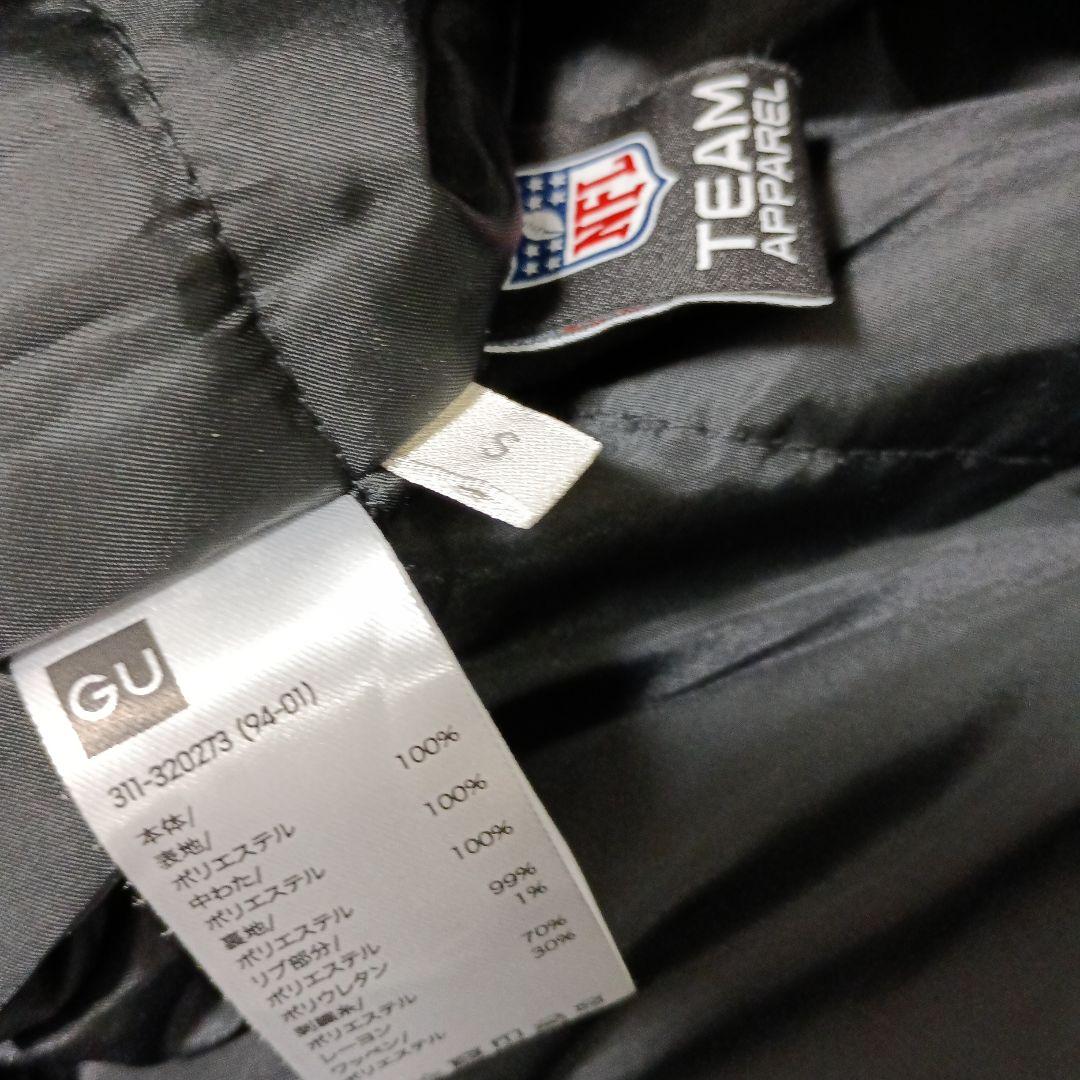 NFL
TEAM
APPAREL
S
GU
311-320273 (94-01)
本体/
表地/
ポリエステル 100%
中わた/
ポリエステル 100%
裏地/
ポリエステル 100%
リブ部分/
ポリエステル 99%
ポリウレタン 1%
刺繍糸/
ポリエステル 70%
レーヨン 30%
ワッペン/
ポリエステル